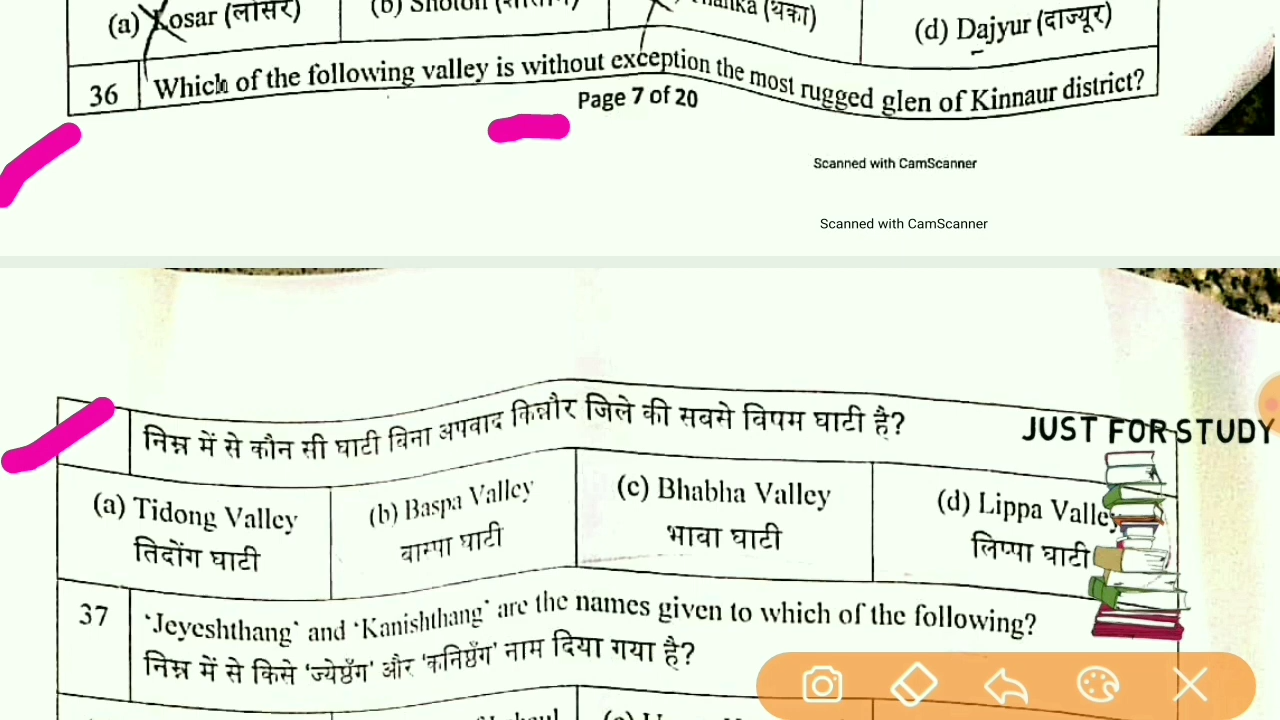 (a) Losar (लोसर)
(b) Shoton
(थंका)
(d) Dajyur (दाज्यूर)
36 Which of the following valley is without exception the most rugged glen of Kinnaur district?
Page 7 of 20
Scanned with CamScanner
Scanned with CamScanner
निम्न में से कौन सी घाटी विना अपवाद किन्नौर जिले की सबसे विषम घाटी है?
JUST FOR STUDY
(a) Tidong Valley
तिदोंग घाटी
(b) Baspa Valley
वास्पा घाटी
(c) Bhabha Valley
भावा घाटी
(d) Lippa Valley
लिप्पा घाटी
37 'Jeyeshthang' and 'Kanishthang' are the names given to which of the following?
निम्न में से किसे 'ज्येष्ठँग' और 'कनिष्ठँग' नाम दिया गया है?